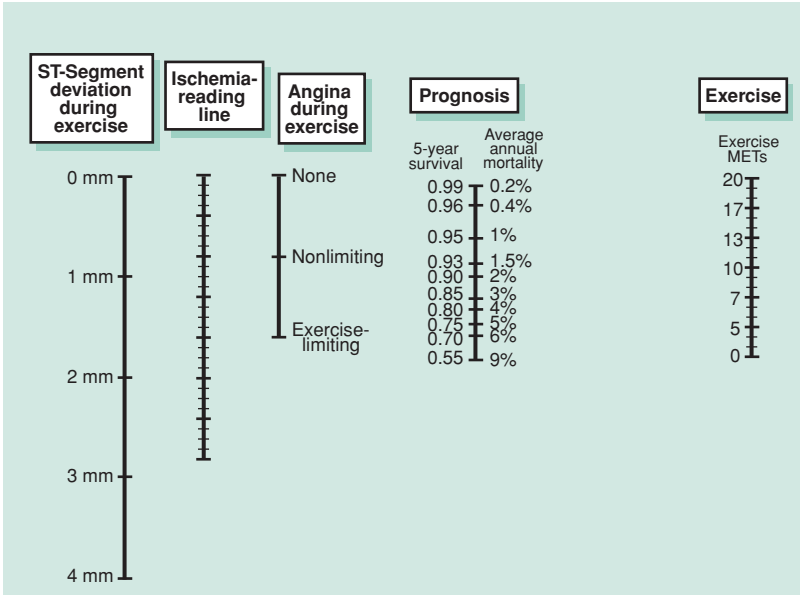 ST-Segment
deviation
during
exercise
Ischemia-
reading
line
Angina
during
exercise
Prognosis
Exercise
5-year
survival
Average
annual
mortality
Exercise
METs
0 mm
1 mm
2 mm
3 mm
4 mm
None
Nonlimiting
Exercise-
limiting
0.99 0.2%
0.96 0.4%
0.95 1%
0.93 1.5%
0.90 2%
0.85 3%
0.80 4%
0.75 5%
0.70 6%
0.55 9%
20
17
13
10
7
5
0